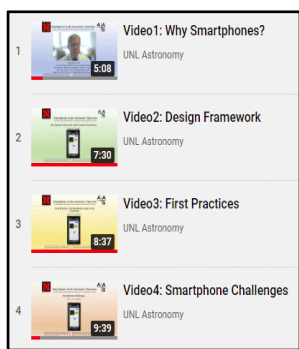 1
5:08
Video1: Why Smartphones?
UNL Astronomy
2
7:30
Video2: Design Framework
UNL Astronomy
3
8:37
Video3: First Practices
UNL Astronomy
4
9:39
Video4: Smartphone Challenges
UNL Astronomy